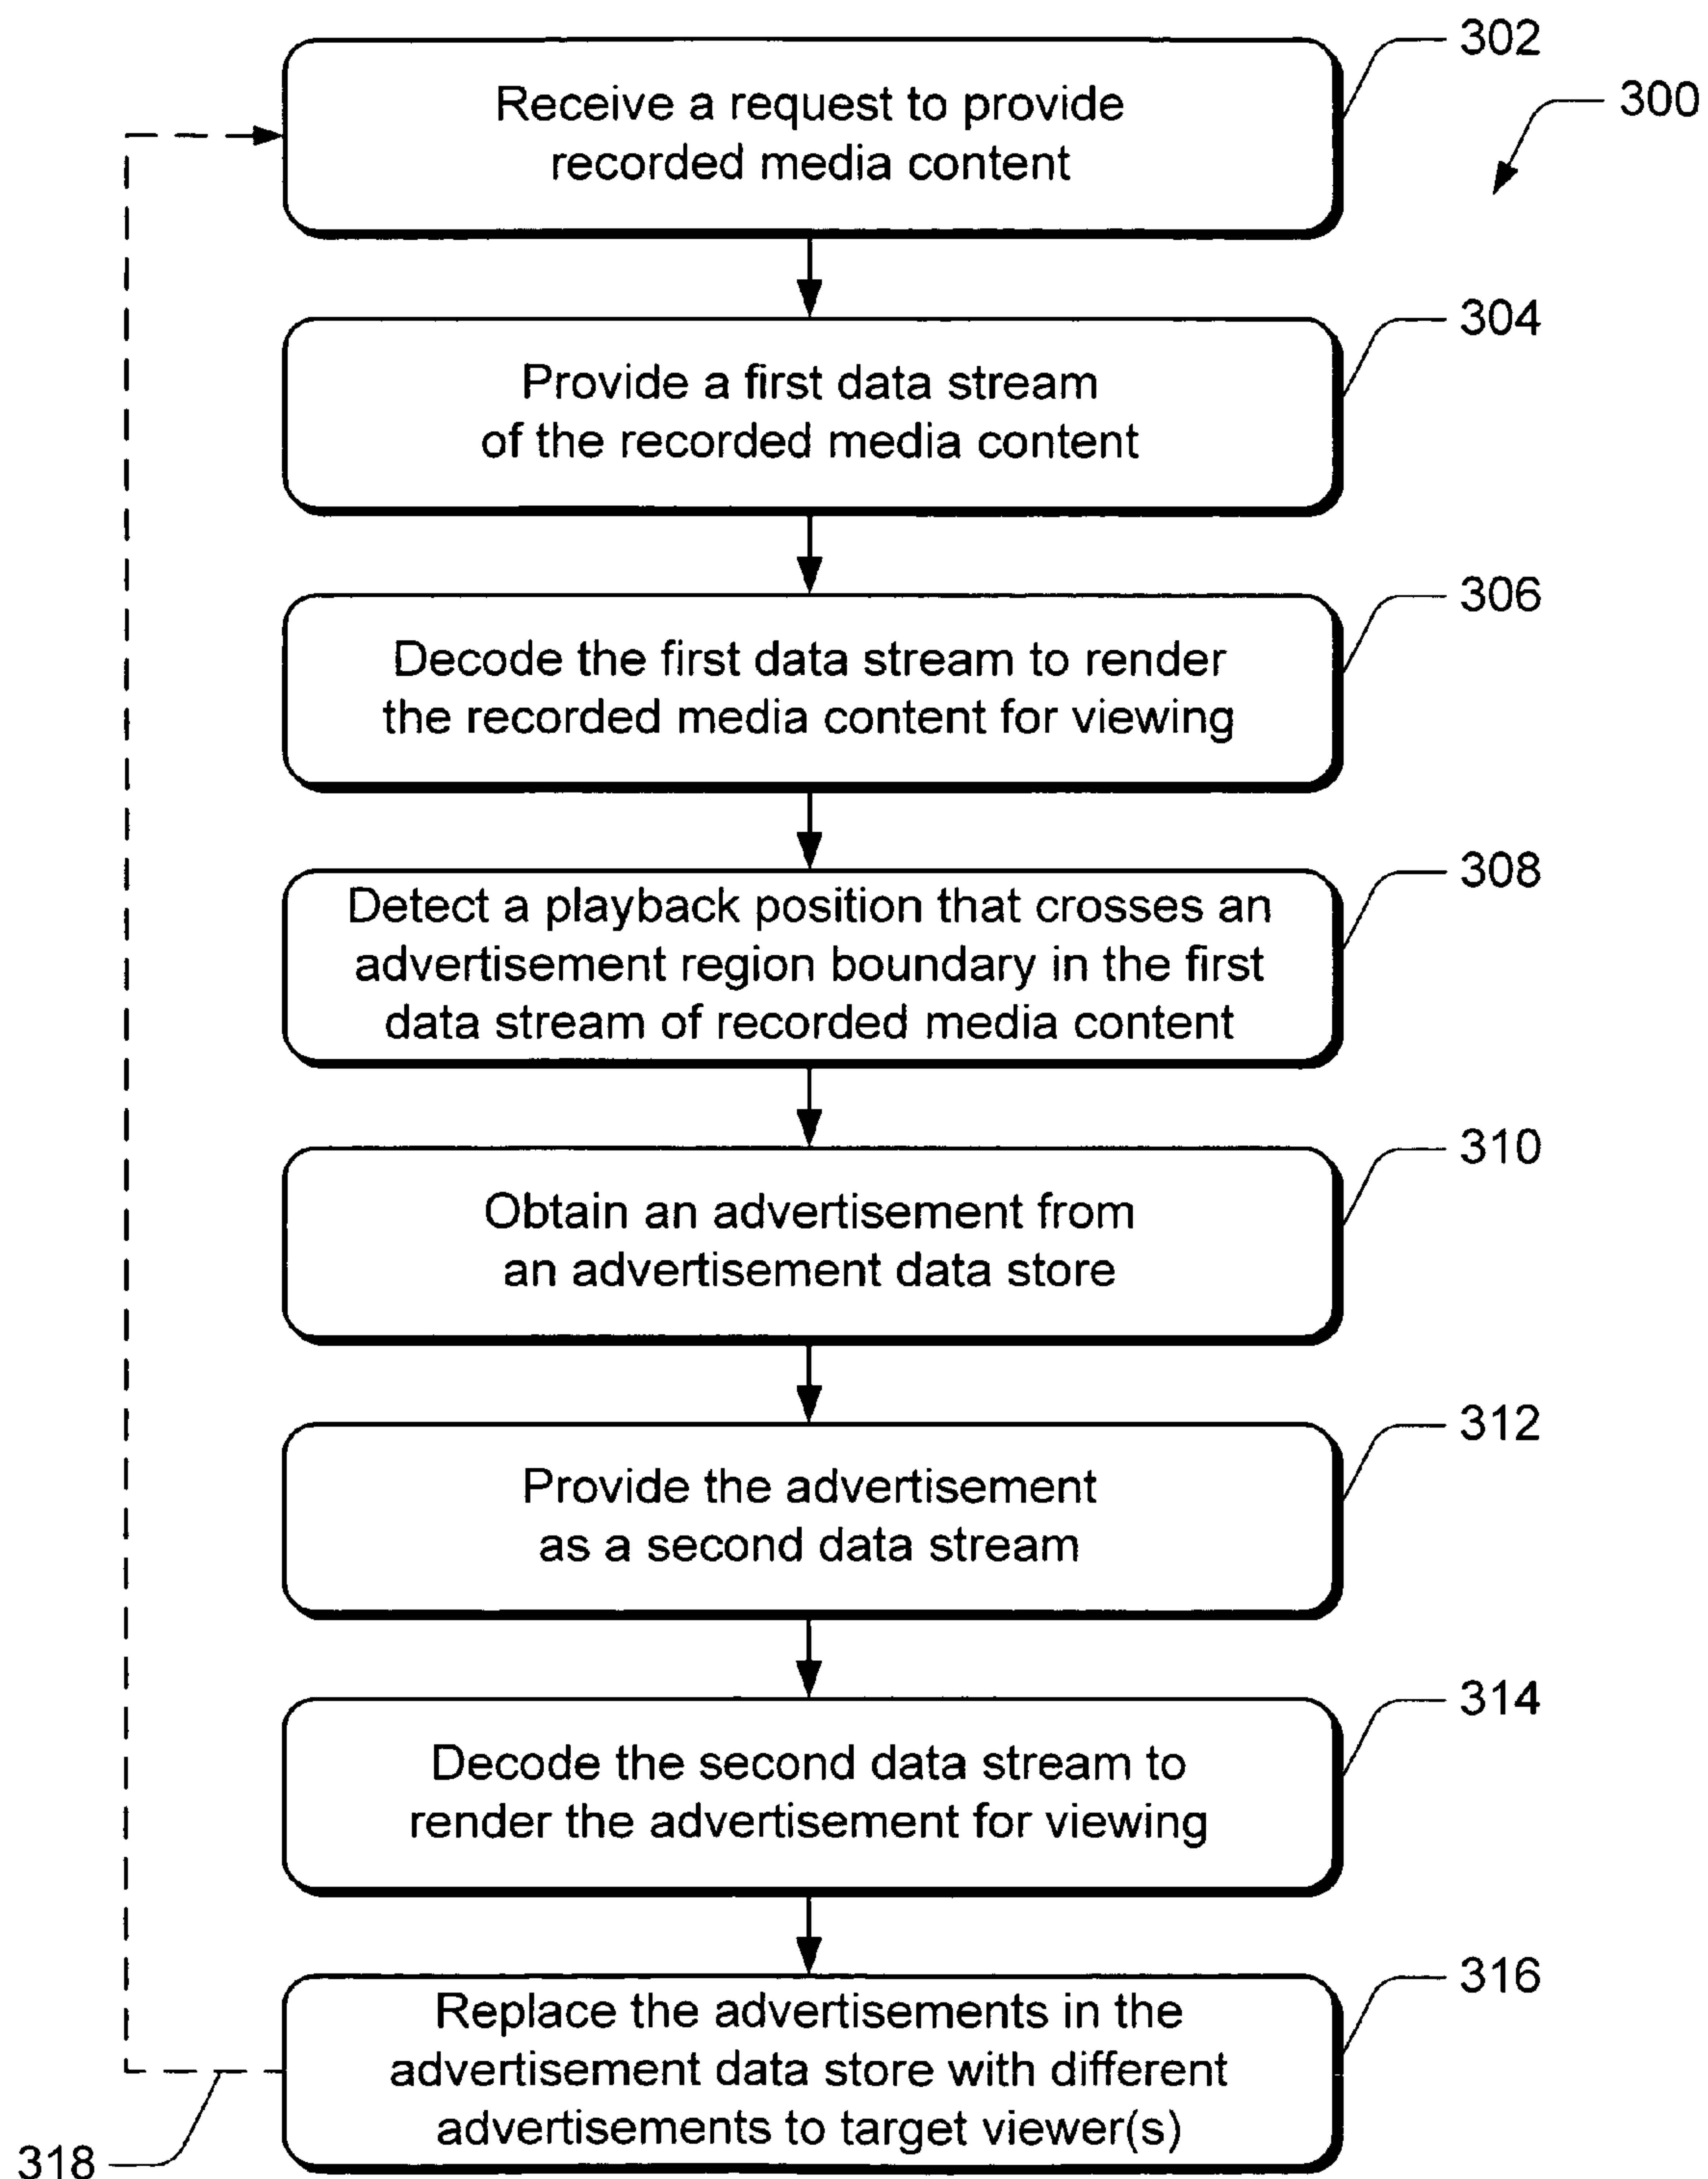 302
300
Receive a request to provide
recorded media content
304
Provide a first data stream
of the recorded media content
306
Decode the first data stream to render
the recorded media content for viewing
308
Detect a playback position that crosses an
advertisement region boundary in the first
data stream of recorded media content
310
Obtain an advertisement from
an advertisement data store
312
Provide the advertisement
as a second data stream
314
Decode the second data stream to
render the advertisement for viewing
316
Replace the advertisements in the
advertisement data store with different
advertisements to target viewer(s)
318